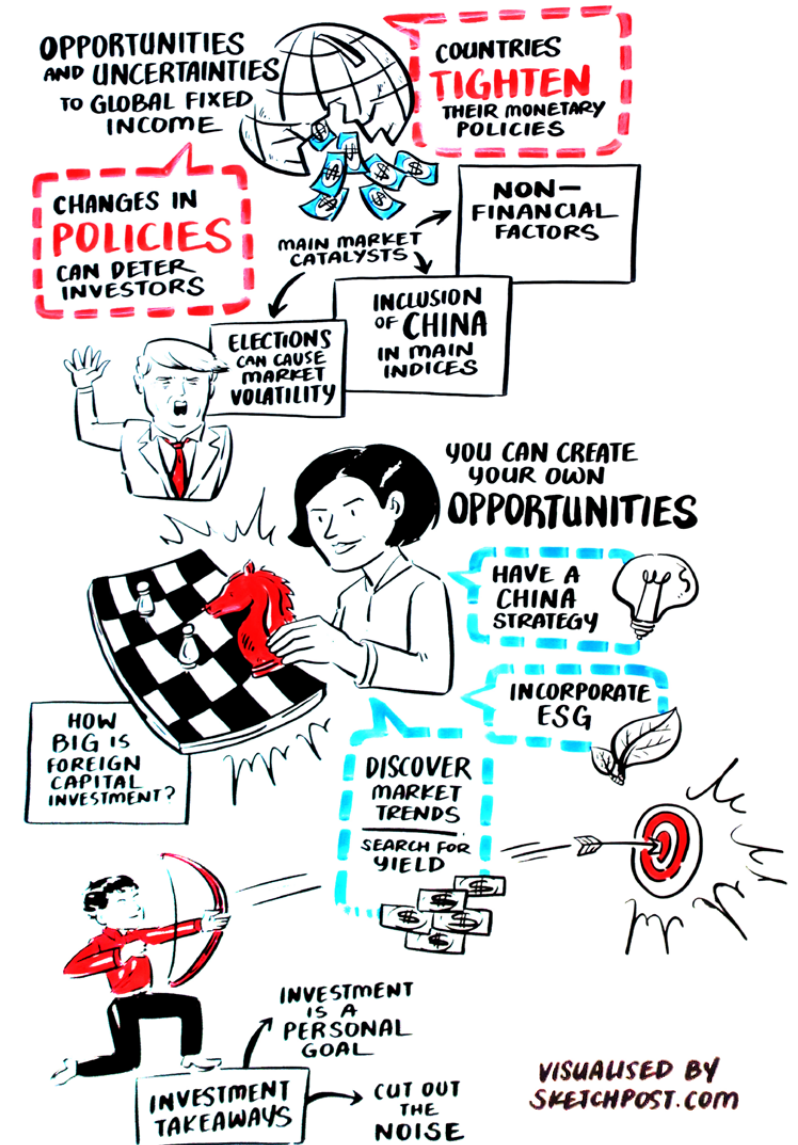 OPPORTUNITIES
AND UNCERTAINTIES
TO GLOBAL FIXED
INCOME
COUNTRIES
TIGHTEN
THEIR MONETARY
POLICIES
CHANGES IN
POLICIES
CAN DETER
INVESTORS
MAIN MARKET
CATALYSTS
NON-
FINANCIAL
FACTORS
INCLUSION
OF CHINA
IN MAIN
INDICES
ELECTIONS
CAN CAUSE
MARKET
VOLATILITY
YOU CAN CREATE
YOUR OWN
OPPORTUNITIES
HAVE A
CHINA
STRATEGY
INCORPORATE
ESG
HOW
BIG IS
FOREIGN
CAPITAL
INVESTMENT?
DISCOVER
MARKET
TRENDS
SEARCH FOR
YIELD
INVESTMENT
IS A
PERSONAL
GOAL
INVESTMENT
TAKEAWAYS
CUT OUT
THE
NOISE
VISUALISED BY
SKETCHPOST.COM